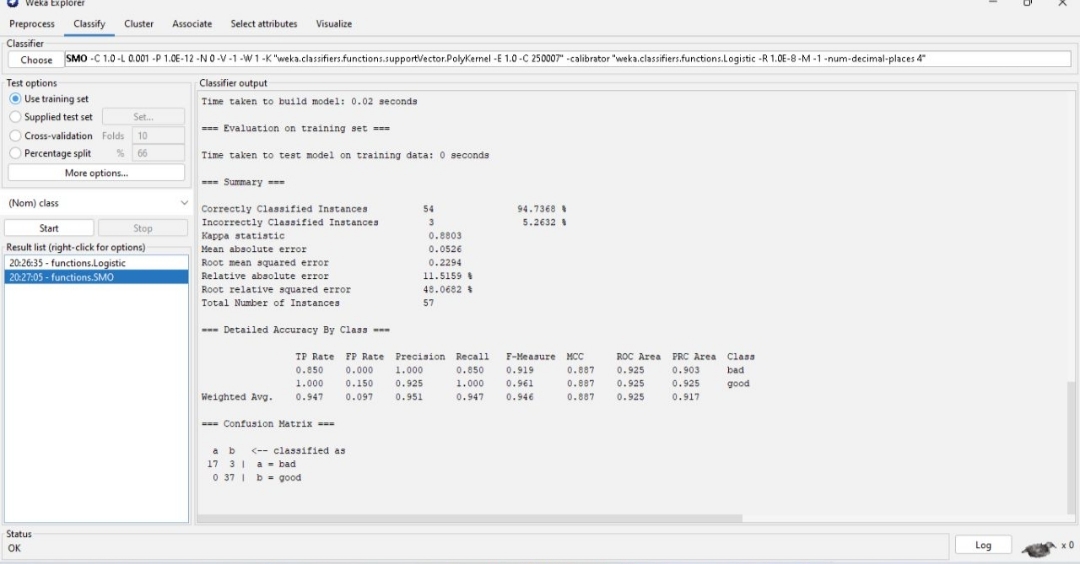 Weka Explorer
Preprocess Classify Cluster Associate Select attributes Visualize
Classifier
Choose SMO -C 1.0 -L 0.001 -P 1.0E-12 -N 0 -V -1 -W 1 -K "weka.classifiers.functions.supportVector.PolyKernel -E 1.0 -C 250007" -calibrator "weka.classifiers.functions.Logistic -R 1.0E-8 -M -1 -num-decimal-places 4"
Test options
Use training set
Supplied test set Set...
Cross-validation Folds 10
Percentage split % 66
More options...
(Nom) class
Start Stop
Result list (right-click for options)
20:26:35 - functions.Logistic
20:27:05 - functions.SMO
Classifier output
Time taken to build model: 0.02 seconds
=== Evaluation on training set ===
Time taken to test model on training data: 0 seconds
=== Summary ===
Correctly Classified Instances 54 94.7368 %
Incorrectly Classified Instances 3 5.2632 %
Kappa statistic 0.8803
Mean absolute error 0.0526
Root mean squared error 0.2294
Relative absolute error 11.5159 %
Root relative squared error 48.0682 %
Total Number of Instances 57
=== Detailed Accuracy By Class ===
TP Rate FP Rate Precision Recall F-Measure MCC ROC Area PRC Area Class
0.850 0.000 1.000 0.850 0.919 0.887 0.925 0.903 bad
1.000 0.150 0.925 1.000 0.961 0.887 0.925 0.925 good
Weighted Avg. 0.947 0.097 0.951 0.947 0.946 0.887 0.925 0.917
=== Confusion Matrix ===
a b <-- classified as
17 3 | a = bad
0 37 | b = good
Status
OK
Log x 0